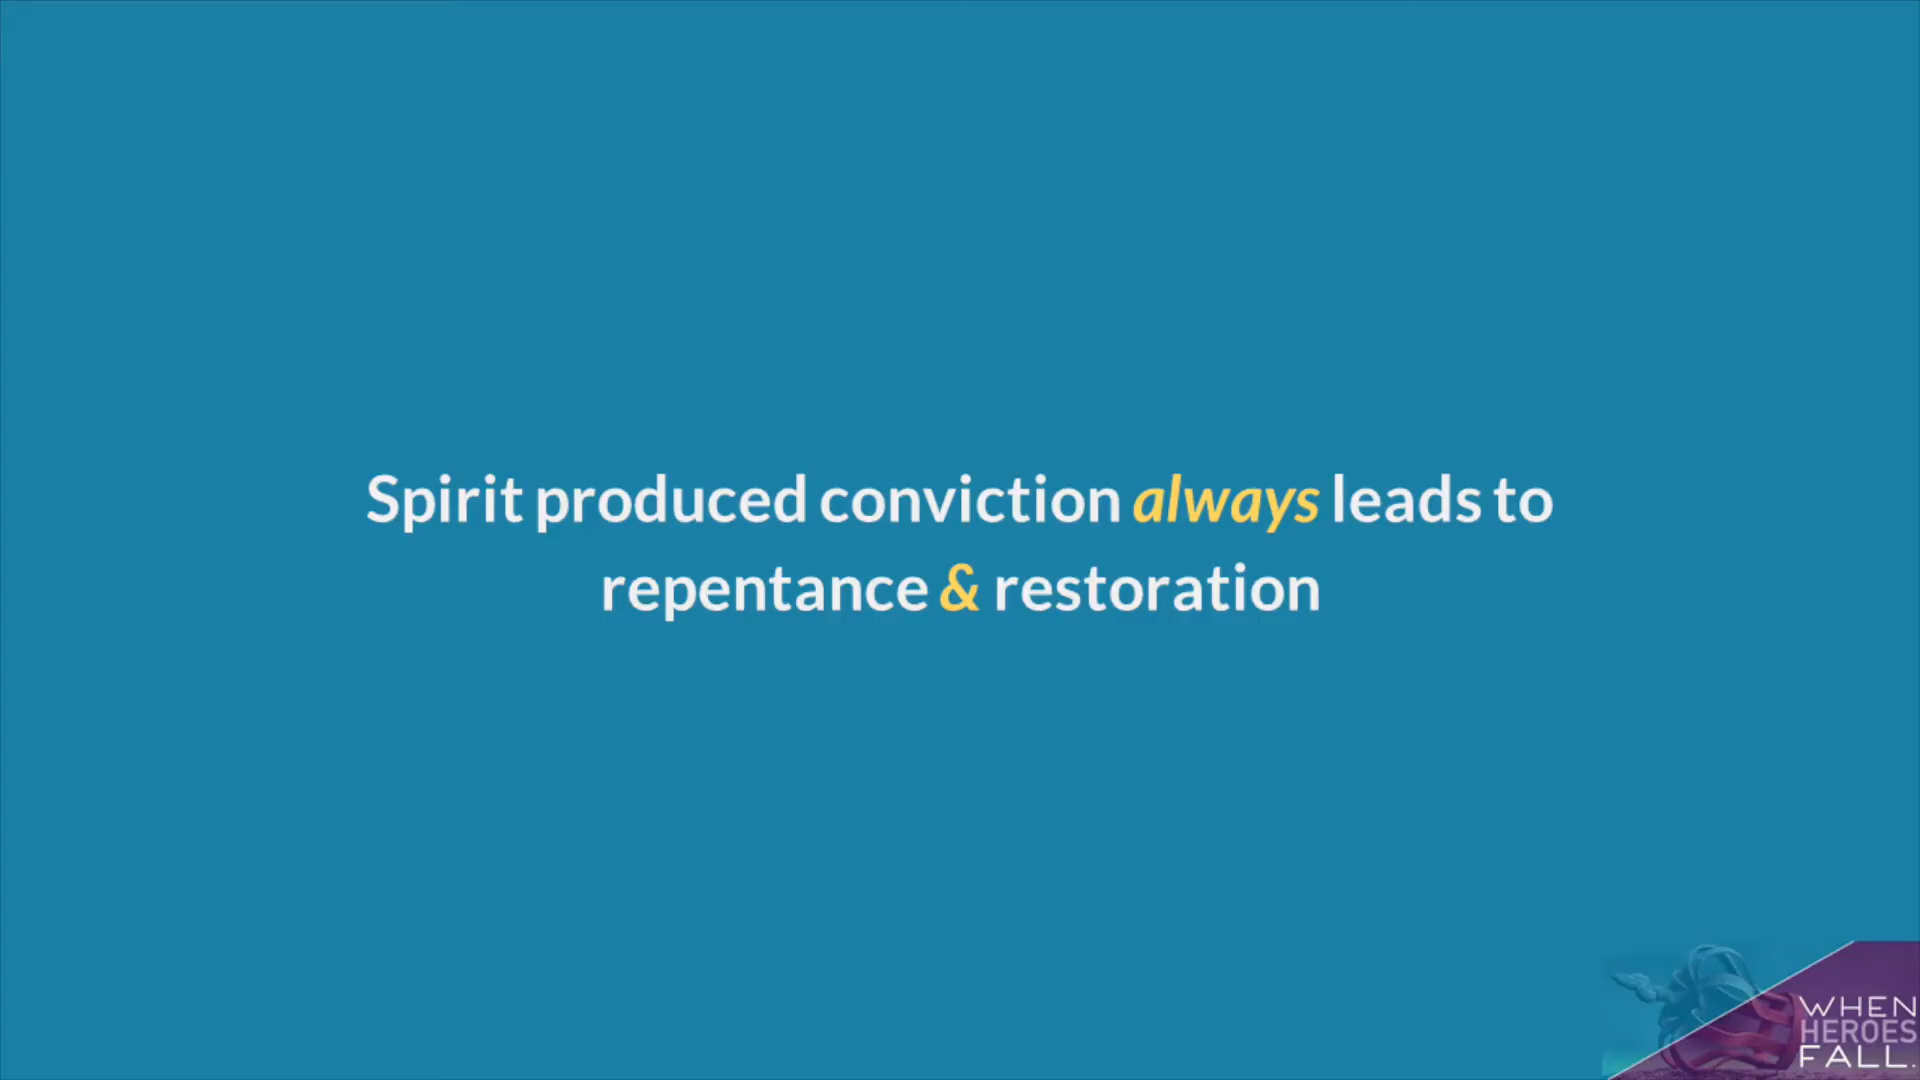 Spirit produced conviction always leads to
repentance & restoration
WHEN
HEROES
FALL.